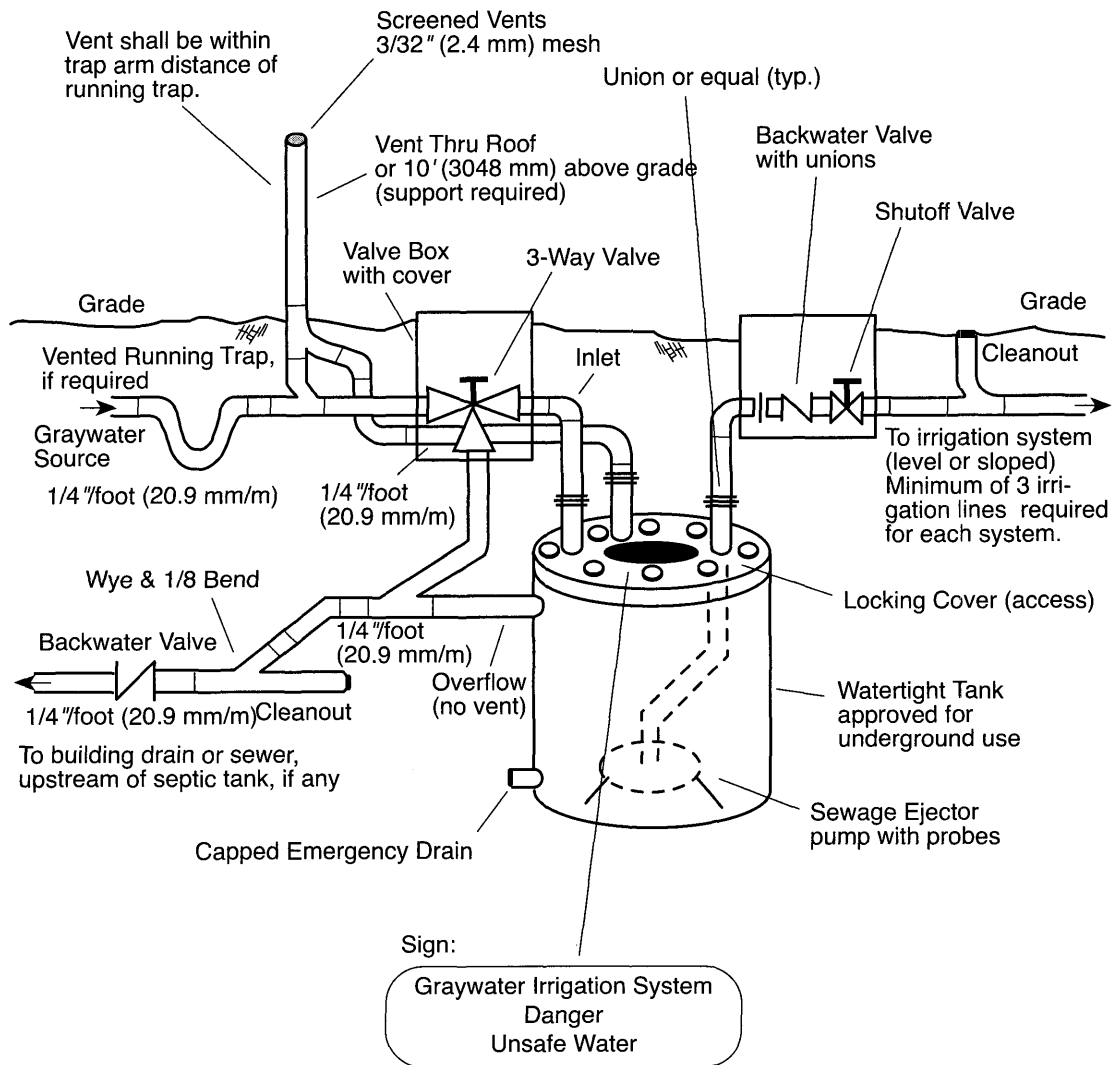 Screened Vents
3/32" (2.4 mm) mesh
Vent shall be within
trap arm distance of
running trap.
Union or equal (typ.)
Backwater Valve
with unions
Vent Thru Roof
or 10' (3048 mm) above grade
(support required)
Shutoff Valve
Valve Box
with cover
3-Way Valve
Grade
Grade
Vented Running Trap,
if required
Inlet
Cleanout
Graywater
Source
1/4"/foot (20.9 mm/m)
1/4"/foot
(20.9 mm/m)
To irrigation system
(level or sloped)
Minimum of 3 irri-
gation lines required
for each system.
Wye & 1/8 Bend
Locking Cover (access)
Backwater Valve
1/4"/foot
(20.9 mm/m)
Overflow
(no vent)
1/4"/foot (20.9 mm/m)
Cleanout
Watertight Tank
approved for
underground use
To building drain or sewer,
upstream of septic tank, if any
Sewage Ejector
pump with probes
Capped Emergency Drain
Sign:
Graywater Irrigation System
Danger
Unsafe Water